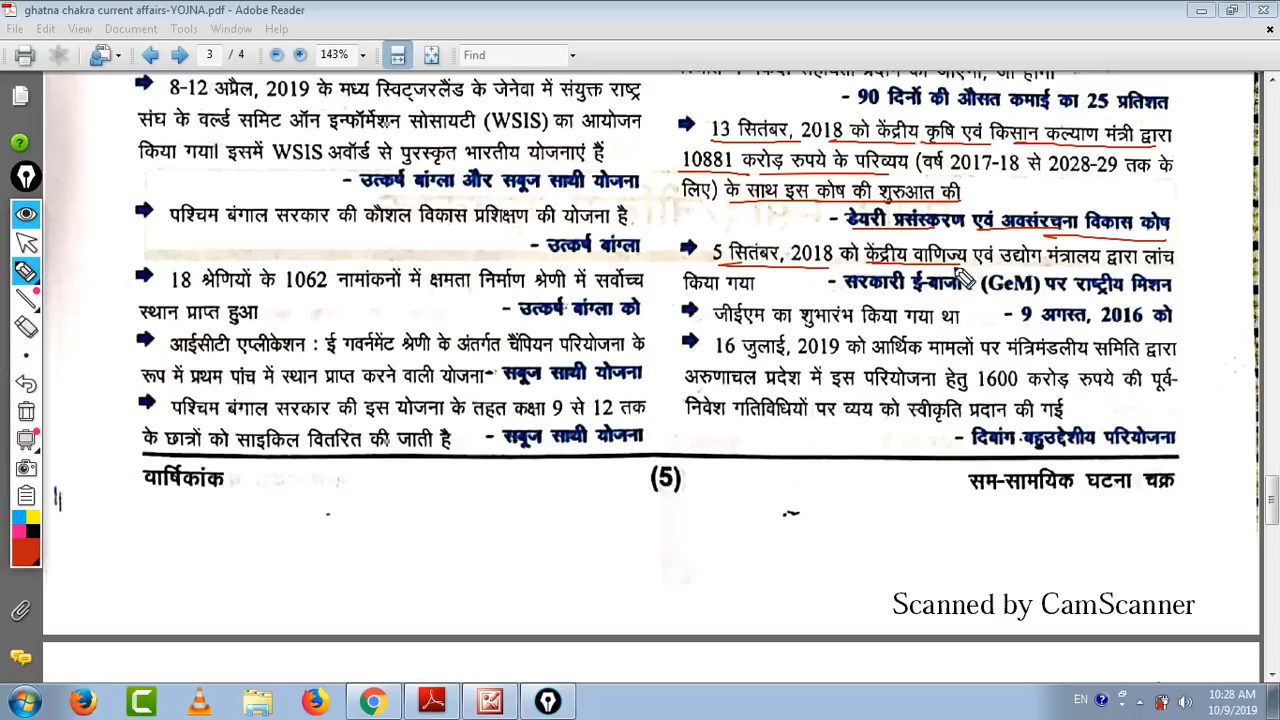 ghatna chakra current affairs-YOJNA.pdf - Adobe Reader
File Edit View Document Tools Window Help
3 / 4 143% Find
8-12 अप्रैल, 2019 के मध्य स्विट्जरलैंड के जेनेवा में संयुक्त राष्ट्र
संघ के वर्ल्ड समिट ऑन इन्फॉर्मेशन सोसायटी (WSIS) का आयोजन
किया गया। इसमें WSIS अवॉर्ड से पुरस्कृत भारतीय योजनाएं हैं
- उत्कर्ष बांग्ला और सबूज साथी योजना
पश्चिम बंगाल सरकार की कौशल विकास प्रशिक्षण की योजना है
- उत्कर्ष बांग्ला
18 श्रेणियों के 1062 नामांकनों में क्षमता निर्माण श्रेणी में सर्वोच्च
स्थान प्राप्त हुआ - उत्कर्ष बांग्ला को
आईसीटी एप्लीकेशन : ई गवर्नमेंट श्रेणी के अंतर्गत चैंपियन परियोजना के
रूप में प्रथम पांच में स्थान प्राप्त करने वाली योजना- सबूज साथी योजना
पश्चिम बंगाल सरकार की इस योजना के तहत कक्षा 9 से 12 तक
के छात्रों को साइकिल वितरित की जाती है - सबूज साथी योजना
- 90 दिनों की औसत कमाई का 25 प्रतिशत
13 सितंबर, 2018 को केंद्रीय कृषि एवं किसान कल्याण मंत्री द्वारा
10881 करोड़ रुपये के परिव्यय (वर्ष 2017-18 से 2028-29 तक के
लिए) के साथ इस कोष की शुरुआत की
- डेयरी प्रसंस्करण एवं अवसंरचना विकास कोष
5 सितंबर, 2018 को केंद्रीय वाणिज्य एवं उद्योग मंत्रालय द्वारा लांच
किया गया - सरकारी ई-बाजार (GeM) पर राष्ट्रीय मिशन
जीईएम का शुभारंभ किया गया था - 9 अगस्त, 2016 को
16 जुलाई, 2019 को आर्थिक मामलों पर मंत्रिमंडलीय समिति द्वारा
अरुणाचल प्रदेश में इस परियोजना हेतु 1600 करोड़ रुपये की पूर्व-
निवेश गतिविधियों पर व्यय को स्वीकृति प्रदान की गई
- दिबांग बहुउद्देशीय परियोजना
वार्षिकांक (5) सम-सामयिक घटना चक्र
Scanned by CamScanner
EN 10:28 AM
10/9/2019